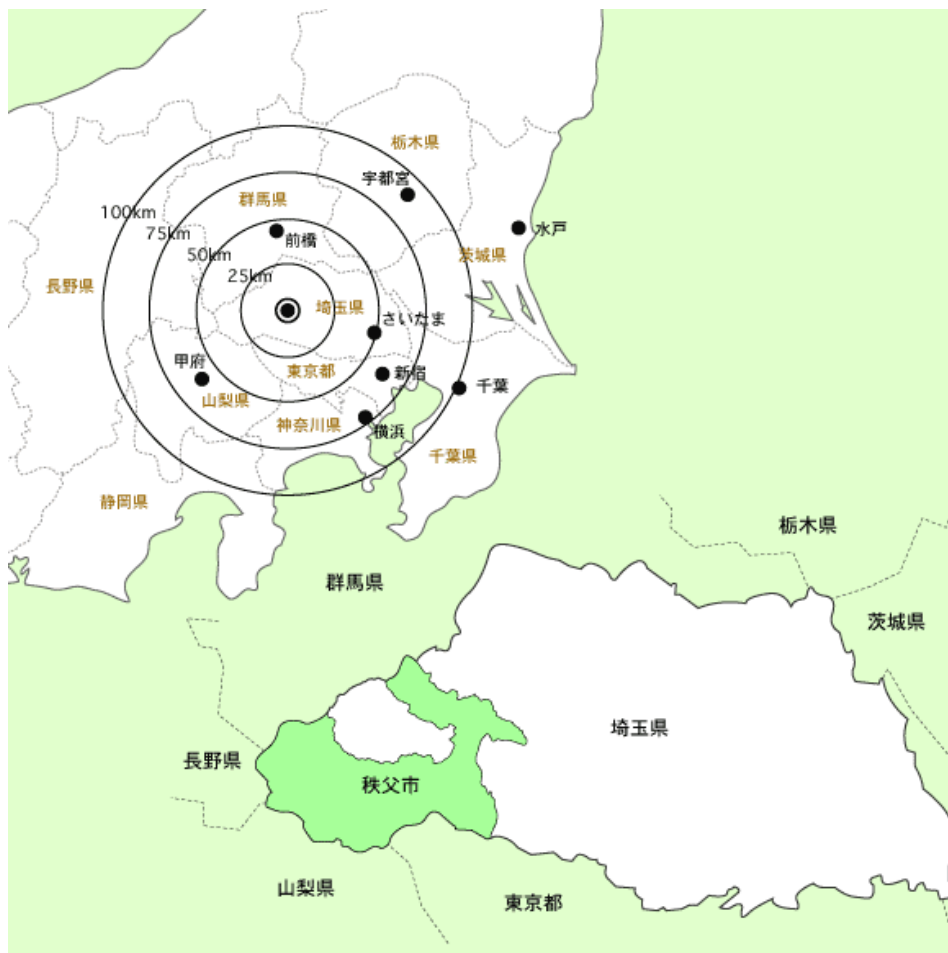 栃木県
宇都宮
群馬県
100km
75km
水戸
前橋
50km
茨城県
25km
長野県
埼玉県
さいたま
甲府
東京都
新宿
千葉
山梨県
神奈川県
横浜
千葉県
静岡県
栃木県
群馬県
茨城県
埼玉県
長野県
秩父市
山梨県
東京都